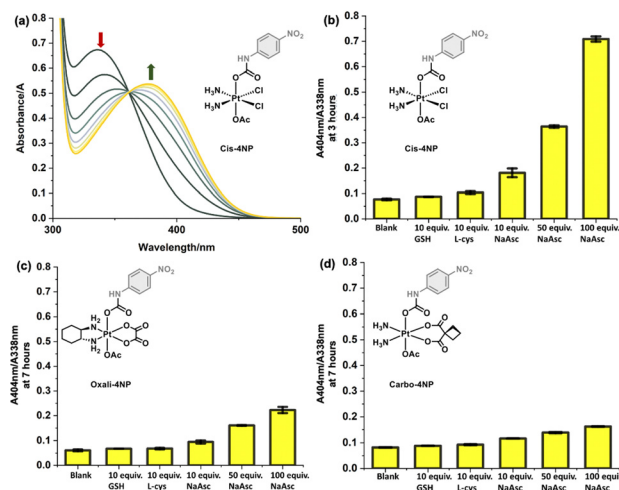 (a)
Absorbance/A
0.8
0.7
0.6
0.5
0.4
0.3
0.2
0.1
0.0
300
400
500
Wavelength/nm
NO2
HN
O
O
H3N
Cl
Pt
H3N
Cl
OAc
Cis-4NP
(b)
A404nm/A338nm
at 3 hours
0.8
0.7
0.6
0.5
0.4
0.3
0.2
0.1
0.0
NO2
HN
O
O
H3N
Cl
Pt
H3N
Cl
OAc
Cis-4NP
Blank
10 equiv.
GSH
10 equiv.
L-cys
10 equiv.
NaAsc
50 equiv.
NaAsc
100 equiv.
NaAsc
(c)
A404nm/A338nm
at 7 hours
0.8
0.7
0.6
0.5
0.4
0.3
0.2
0.1
0.0
NO2
HN
O
O
H2
N
O
O
Pt
N
H2
O
O
OAc
Oxali-4NP
Blank
10 equiv.
GSH
10 equiv.
L-cys
10 equiv.
NaAsc
50 equiv.
NaAsc
100 equiv.
NaAsc
(d)
A404nm/A338nm
at 7 hours
0.8
0.7
0.6
0.5
0.4
0.3
0.2
0.1
0.0
NO2
HN
O
O
O
H3N
O
Pt
H3N
O
OAc
O
Carbo-4NP
Blank
10 equiv.
GSH
10 equiv.
L-cys
10 equiv.
NaAsc
50 equiv.
NaAsc
100 equiv.
NaAsc